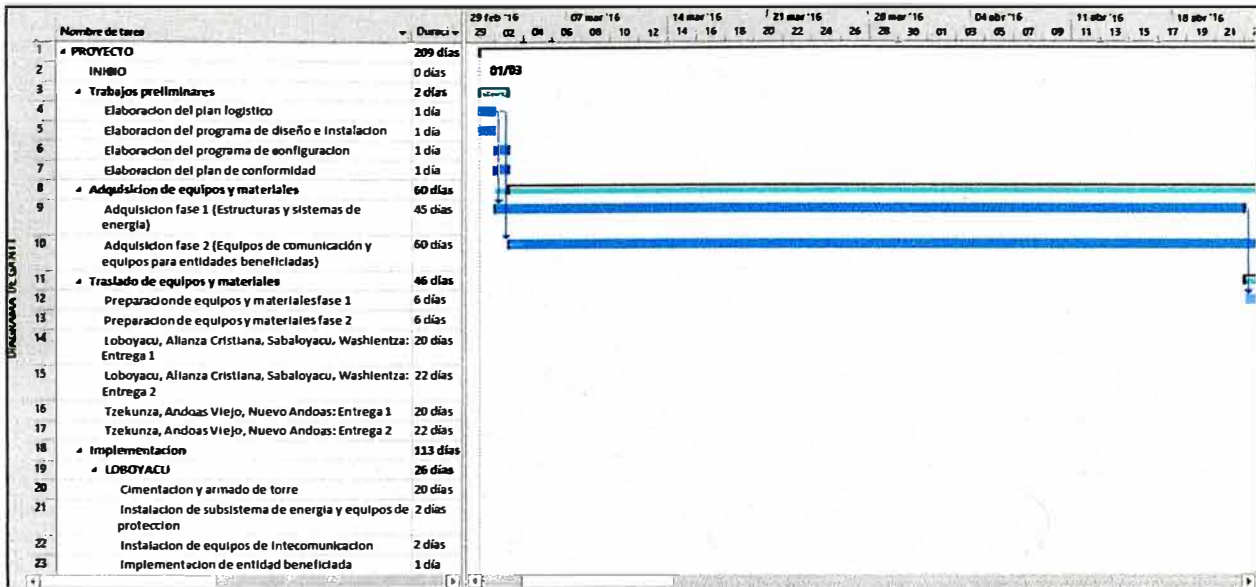 29 feb '16 07 mar '16 14 mar '16 21 mar '16 28 mar '16 04 abr '16 11 abr '16 18 abr '16
Nombre de tarea Duraci 29 02 04 06 08 10 12 14 16 18 20 22 24 26 28 30 01 03 05 07 09 11 13 15 17 19 21
DIAGRAMA DE GANTT
1 PROYECTO 209 días
2 INICIO 0 días 01/03
3 Trabajos preliminares 2 días
4 Elaboracion del plan logistico 1 día
5 Elaboracion del programa de diseño e instalacion 1 día
6 Elaboracion del programa de configuracion 1 día
7 Elaboracion del plan de conformidad 1 día
8 Adquisicion de equipos y materiales 60 días
9 Adquisicion fase 1 (Estructuras y sistemas de 45 días
energia)
10 Adquisicion fase 2 (Equipos de comunicación y 60 días
equipos para entidades beneficiadas)
11 Traslado de equipos y materiales 46 días
12 Preparacion de equipos y materiales fase 1 6 días
13 Preparacion de equipos y materiales fase 2 6 días
14 Loboyacu, Alianza Cristiana, Sabaloyacu, Washientza: 20 días
Entrega 1
15 Loboyacu, Alianza Cristiana, Sabaloyacu, Washientza: 22 días
Entrega 2
16 Tzekunza, Andoas Viejo, Nuevo Andoas: Entrega 1 20 días
17 Tzekunza, Andoas Viejo, Nuevo Andoas: Entrega 2 22 días
18 Implementacion 113 días
19 LOBOYACU 26 días
20 Cimentacion y armado de torre 20 días
21 Instalacion de subsistema de energia y equipos de 2 días
proteccion
22 Instalacion de equipos de Intecomunicacion 2 días
23 Implementacion de entidad beneficiada 1 día